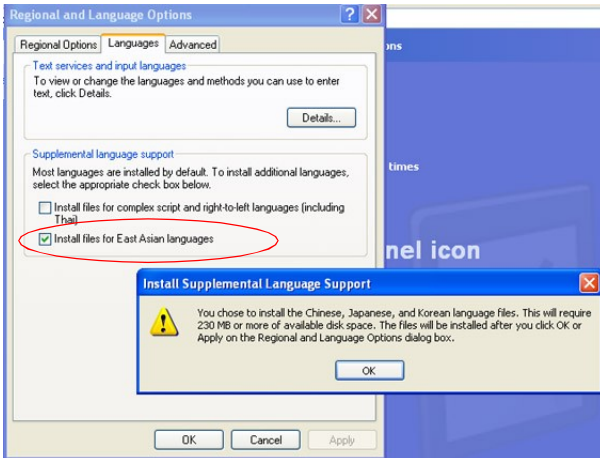 Regional and Language Options
Regional Options
Languages
Advanced
Text services and input languages
To view or change the languages and methods you can use to enter
text, click Details.
Details...
Supplemental language support
Most languages are installed by default. To install additional languages,
select the appropriate check box below.
Install files for complex script and right-to-left languages (including
Thai)
Install files for East Asian languages
ons
times
nel icon
Install Supplemental Language Support
You chose to install the Chinese, Japanese, and Korean language files. This will require
230 MB or more of available disk space. The files will be installed after you click OK or
Apply on the Regional and Language Options dialog box.
OK
OK
Cancel
Apply